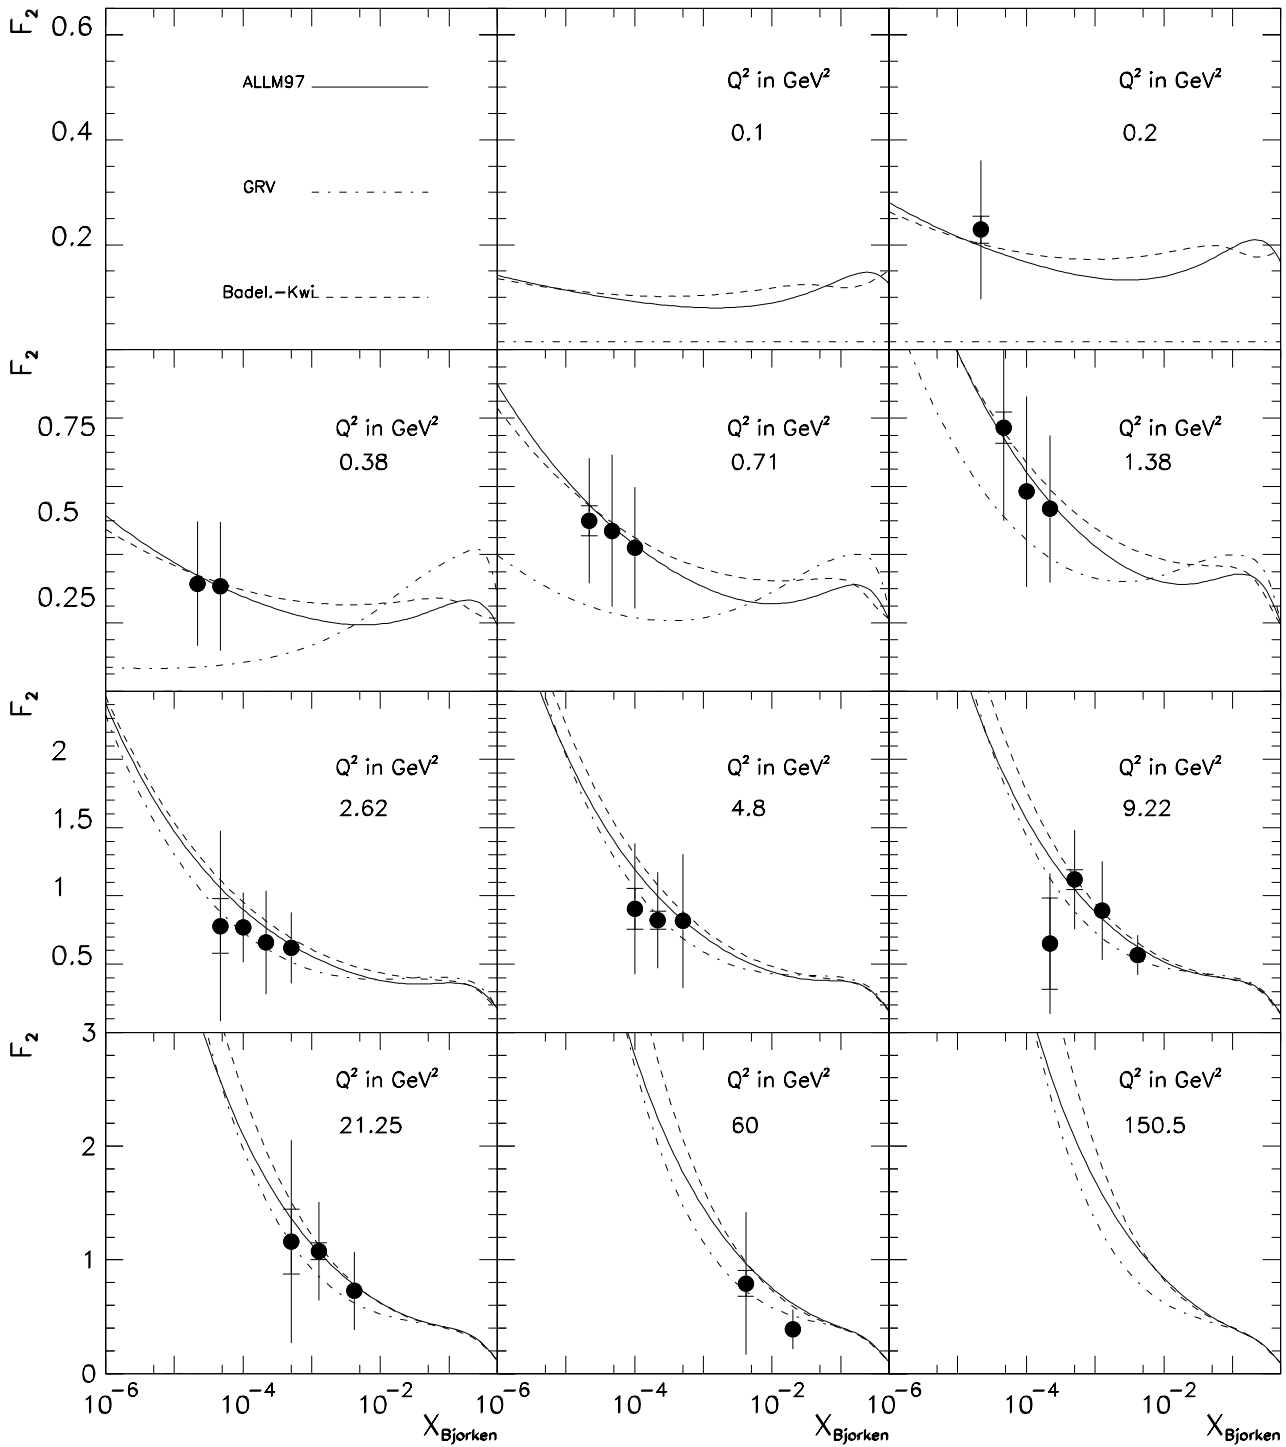 F₂
0.6
0.4
0.2
ALLM97
GRV
Badel.-Kwi.
Q² in GeV²
0.1
Q² in GeV²
0.2
F₂
0.75
0.5
0.25
Q² in GeV²
0.38
Q² in GeV²
0.71
Q² in GeV²
1.38
F₂
2
1.5
1
0.5
Q² in GeV²
2.62
Q² in GeV²
4.8
Q² in GeV²
9.22
F₂
3
2
1
0
Q² in GeV²
21.25
Q² in GeV²
60
Q² in GeV²
150.5
10⁻⁶ 10⁻⁴ 10⁻² 10⁻⁶ 10⁻⁴ 10⁻² 10⁻⁶ 10⁻⁴ 10⁻²
X_Bjørken X_Bjørken X_Bjørken